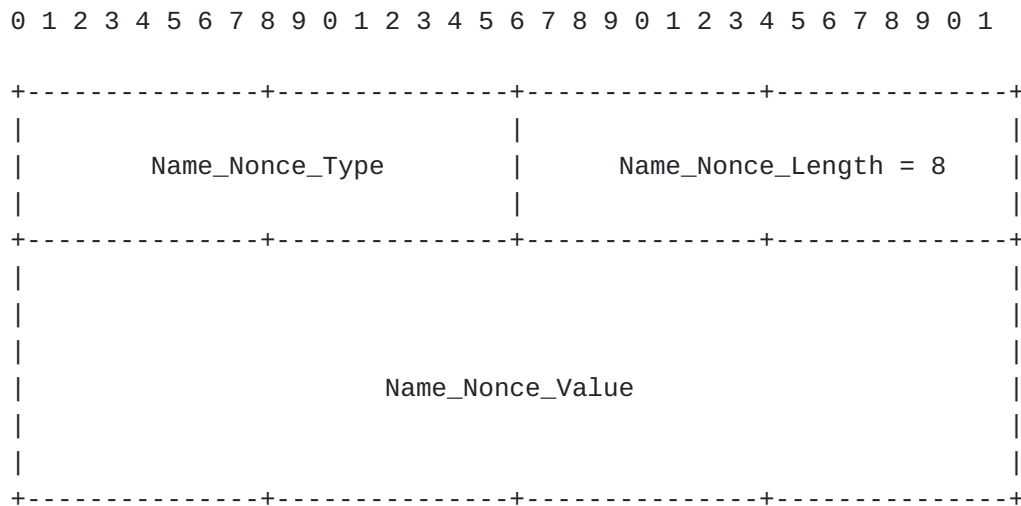 0 1 2 3 4 5 6 7 8 9 0 1 2 3 4 5 6 7 8 9 0 1 2 3 4 5 6 7 8 9 0 1
+---------------+---------------+---------------+---------------+
| | |
| Name_Nonce_Type | Name_Nonce_Length = 8 |
| | |
+---------------+---------------+---------------+---------------+
| |
| |
| |
| Name_Nonce_Value |
| |
| |
+---------------+---------------+---------------+---------------+